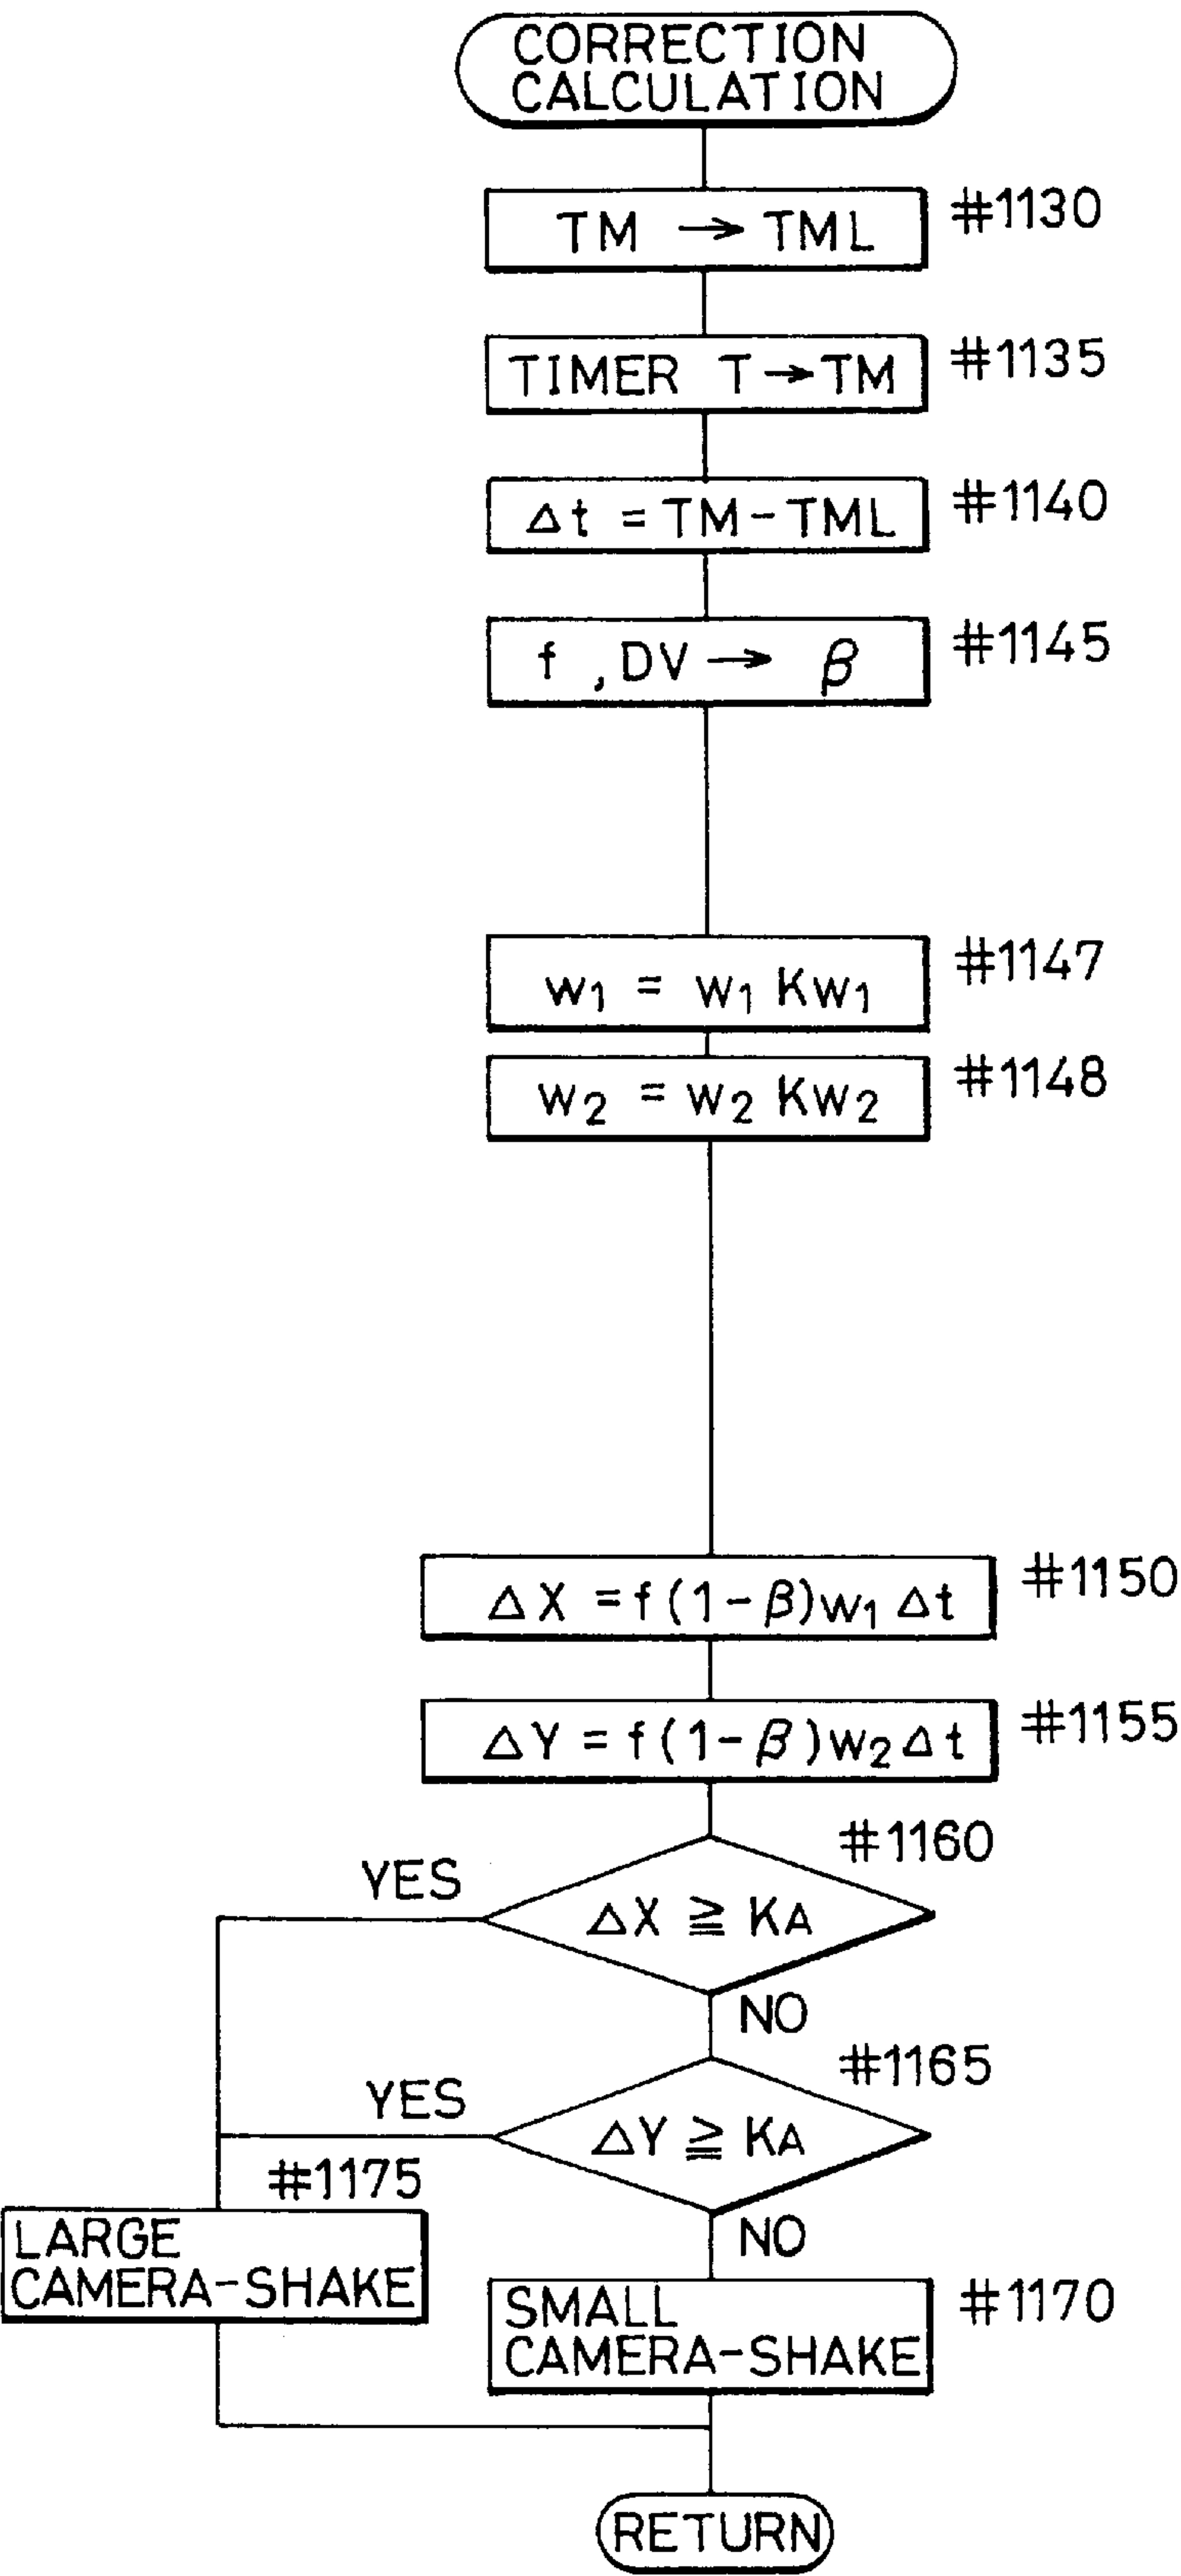 CORRECTION
CALCULATION
TM → TML
#1130
TIMER T→TM
#1135
Δt = TM-TML
#1140
f ,DV → β
#1145
w₁ = w₁ Kw₁
#1147
w₂ = w₂ Kw₂
#1148
ΔX =f(1-β)w₁ Δt
#1150
ΔY = f(1-β)w₂Δt
#1155
#1160
YES
ΔX ≧ KA
NO
#1165
YES
ΔY ≧ KA
#1175
NO
LARGE
CAMERA-SHAKE
SMALL
CAMERA-SHAKE
#1170
RETURN